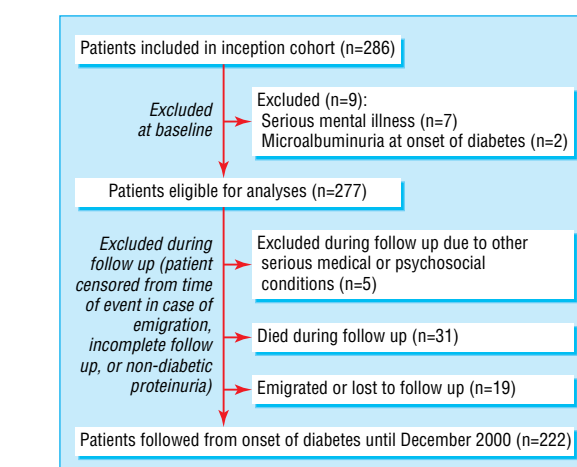 Patients included in inception cohort (n=286)
Excluded
at baseline
Excluded (n=9):
Serious mental illness (n=7)
Microalbuminuria at onset of diabetes (n=2)
Patients eligible for analyses (n=277)
Excluded during
follow up (patient
censored from time
of event in case of
emigration,
incomplete follow
up, or non-diabetic
proteinuria)
Excluded during follow up due to other
serious medical or psychosocial
conditions (n=5)
Died during follow up (n=31)
Emigrated or lost to follow up (n=19)
Patients followed from onset of diabetes until December 2000 (n=222)